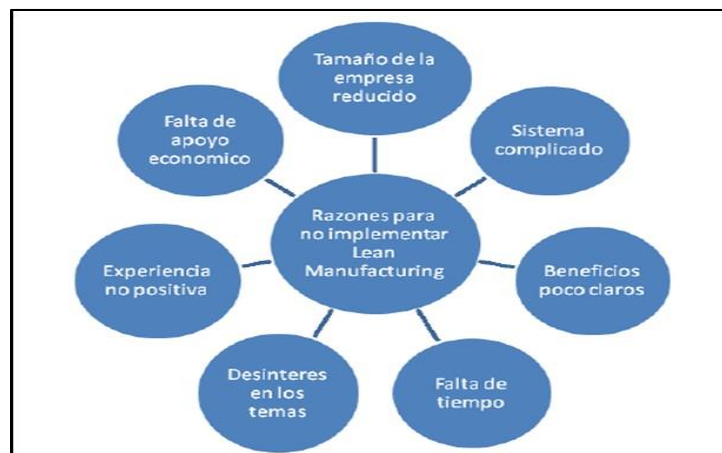 Tamaño de la
empresa
reducido
Sistema
complicado
Beneficios
poco claros
Falta de
tiempo
Desinteres
en los
temas
Experiencia
no positiva
Falta de
apoyo
economico
Razones para
no implementar
Lean
Manufacturing